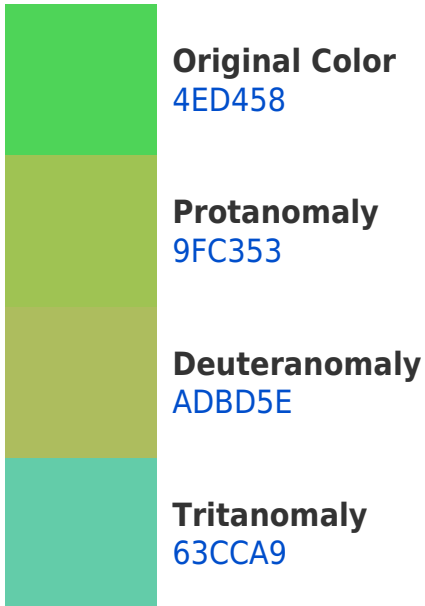 Original Color
4ED458
Protanomaly
9FC353
Deuteranomaly
ADBD5E
Tritanomaly
63CCA9